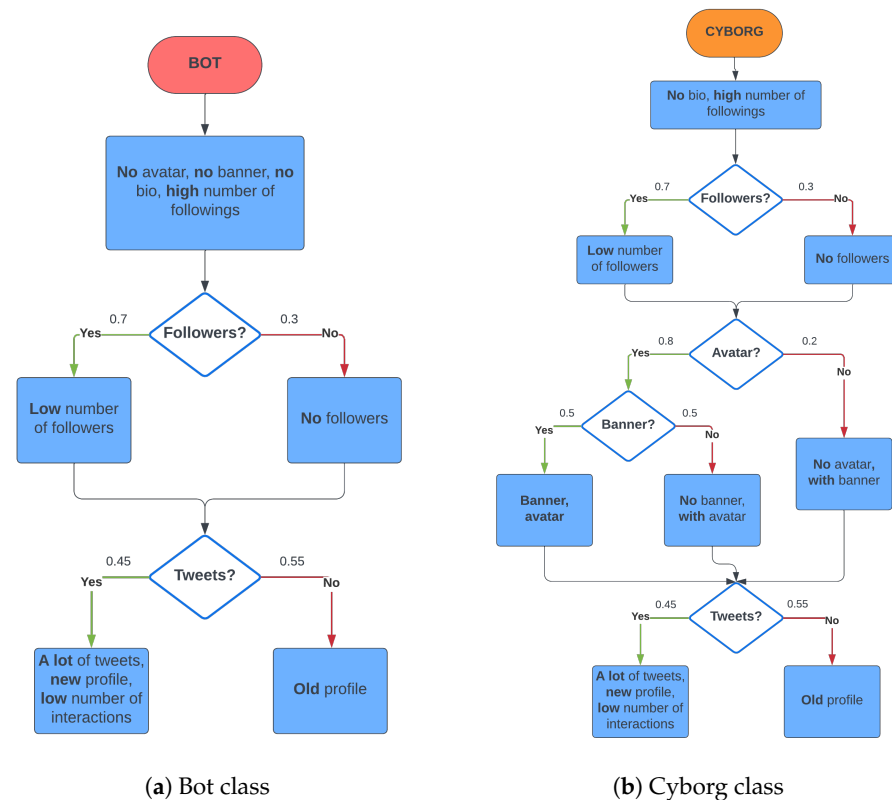 BOT
No avatar, no banner, no
bio, high number of
followings
0.7
0.3
Yes
Followers?
No
Low number
of followers
No followers
0.45
0.55
Yes
Tweets?
No
A lot of tweets,
new profile,
low number of
interactions
Old profile
(a) Bot class
CYBORG
No bio, high number of
followings
0.7
0.3
Yes
Followers?
No
Low number
of followers
No followers
0.8
0.2
Yes
Avatar?
No
0.5
0.5
Yes
Banner?
No
No avatar,
with banner
Banner,
avatar
No banner,
with avatar
0.45
0.55
Yes
Tweets?
No
A lot of tweets,
new profile,
low number of
interactions
Old profile
(b) Cyborg class